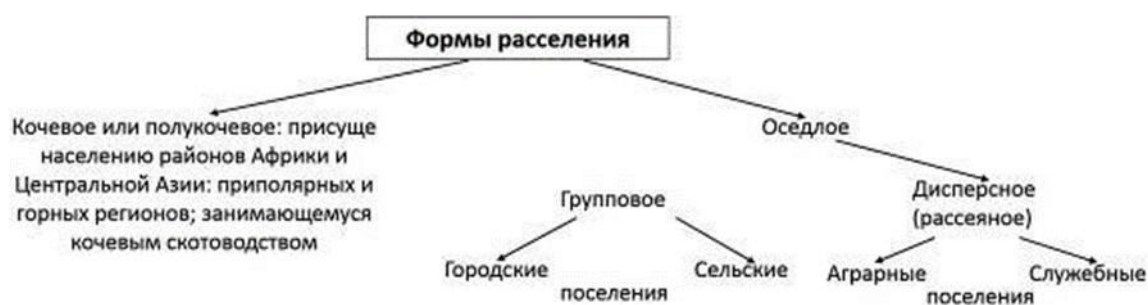 Формы расселения
Кочевое или полукочевое: присуще
населению районов Африки и
Центральной Азии: приполярных и
горных регионов; занимающемуся
кочевым скотоводством
Оседлое
Групповое
Дисперсное
(рассеяное)
Городские
Сельские
поселения
Аграрные
Служебные
поселения